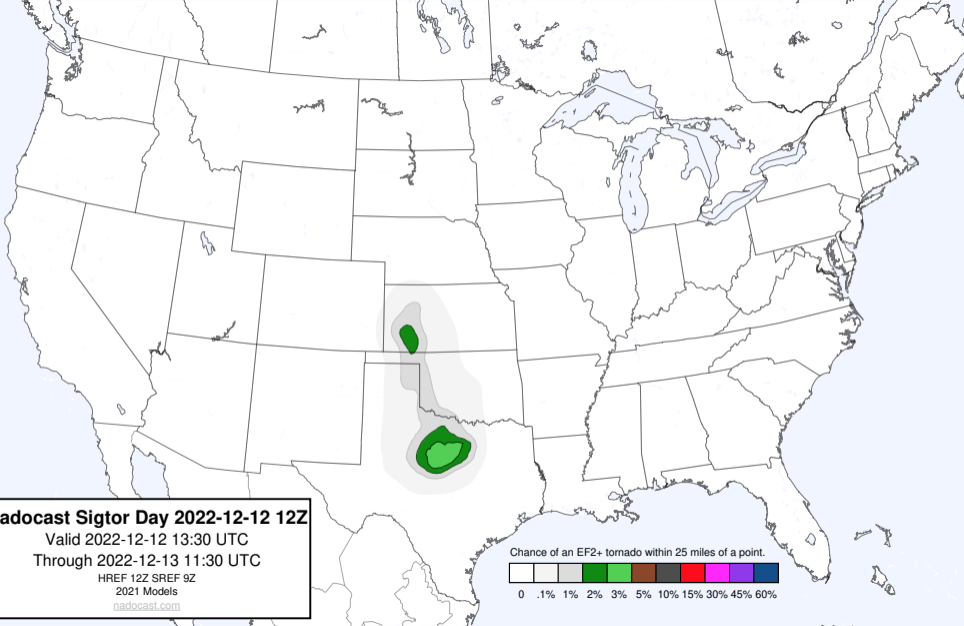 adocast Sigtor Day 2022-12-12 12Z
Valid 2022-12-12 13:30 UTC
Through 2022-12-13 11:30 UTC
HREF 12Z SREF 9Z
2021 Models
nadocast.com
Chance of an EF2+ tornado within 25 miles of a point.
0 .1% 1% 2% 3% 5% 10% 15% 30% 45% 60%